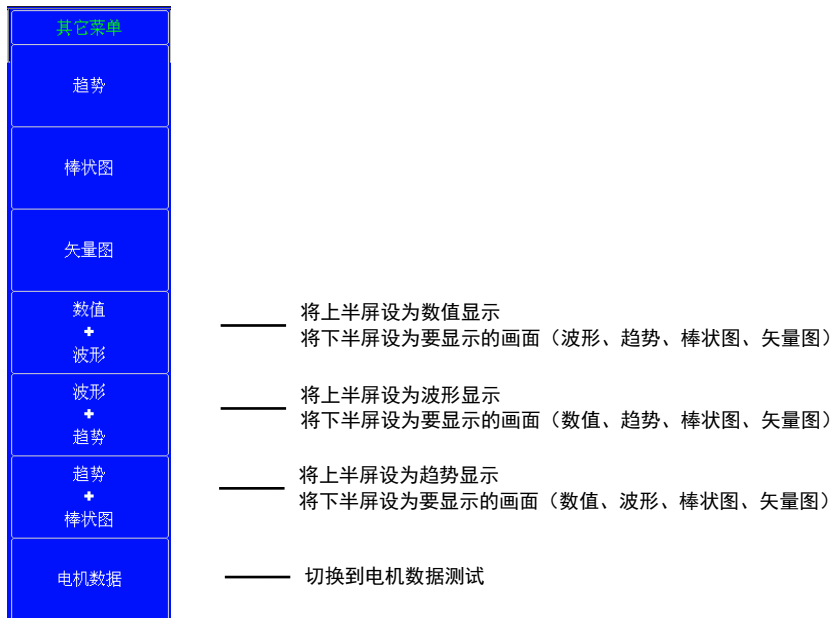 其它菜单
趋势
棒状图
矢量图
数值
+
波形
将上半屏设为数值显示
将下半屏设为要显示的画面（波形、趋势、棒状图、矢量图）
波形
+
趋势
将上半屏设为波形显示
将下半屏设为要显示的画面（数值、趋势、棒状图、矢量图）
趋势
+
棒状图
将上半屏设为趋势显示
将下半屏设为要显示的画面（数值、波形、棒状图、矢量图）
电机数据
切换到电机数据测试